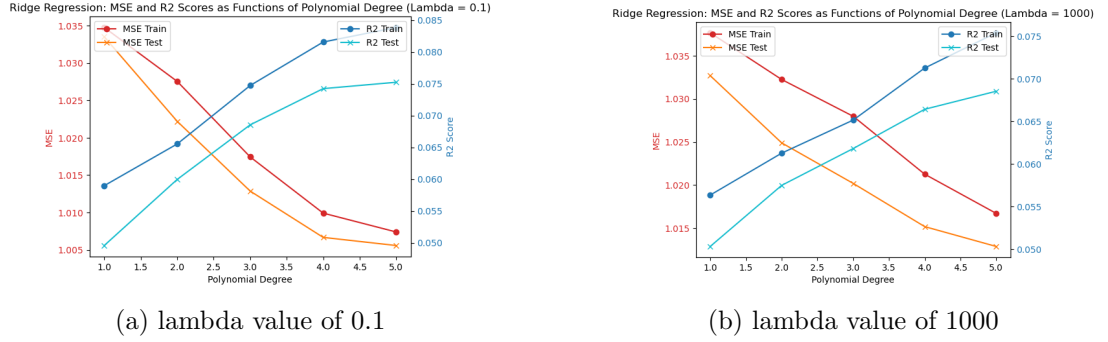 Ridge Regression: MSE and R2 Scores as Functions of Polynomial Degree (Lambda = 0.1)
MSE Train
MSE Test
R2 Train
R2 Test
1.035
1.030
1.025
1.020
1.015
1.010
1.005
MSE
0.085
0.080
0.075
0.070
0.065
0.060
0.055
0.050
R2 Score
1.0 1.5 2.0 2.5 3.0 3.5 4.0 4.5 5.0
Polynomial Degree
(a) lambda value of 0.1
Ridge Regression: MSE and R2 Scores as Functions of Polynomial Degree (Lambda = 1000)
MSE Train
MSE Test
R2 Train
R2 Test
1.035
1.030
1.025
1.020
1.015
MSE
0.075
0.070
0.065
0.060
0.055
0.050
R2 Score
1.0 1.5 2.0 2.5 3.0 3.5 4.0 4.5 5.0
Polynomial Degree
(b) lambda value of 1000